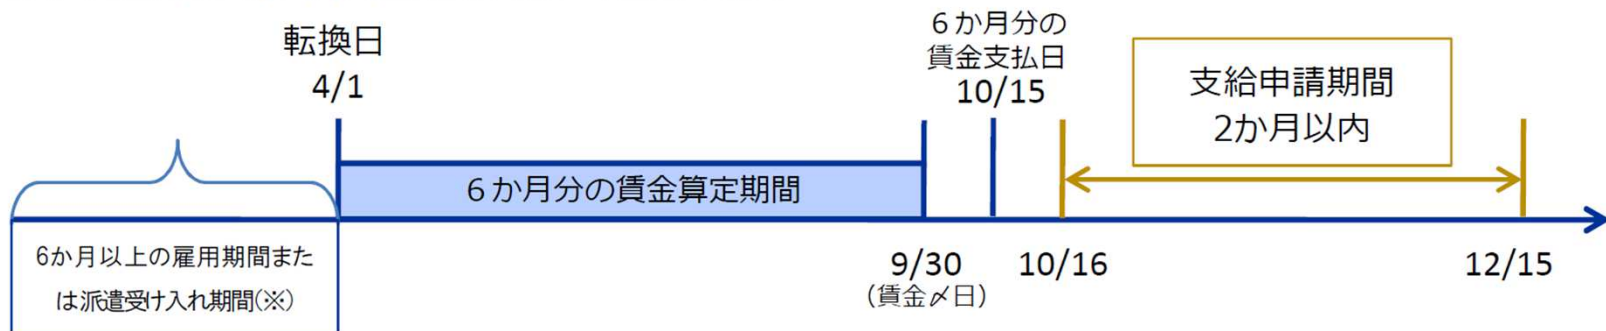 転換日
4/1
6か月分の
賃金支払日
10/15
支給申請期間
2か月以内
6か月分の賃金算定期間
6か月以上の雇用期間また
は派遣受け入れ期間(※)
9/30
(賃金〆日)
10/16
12/15